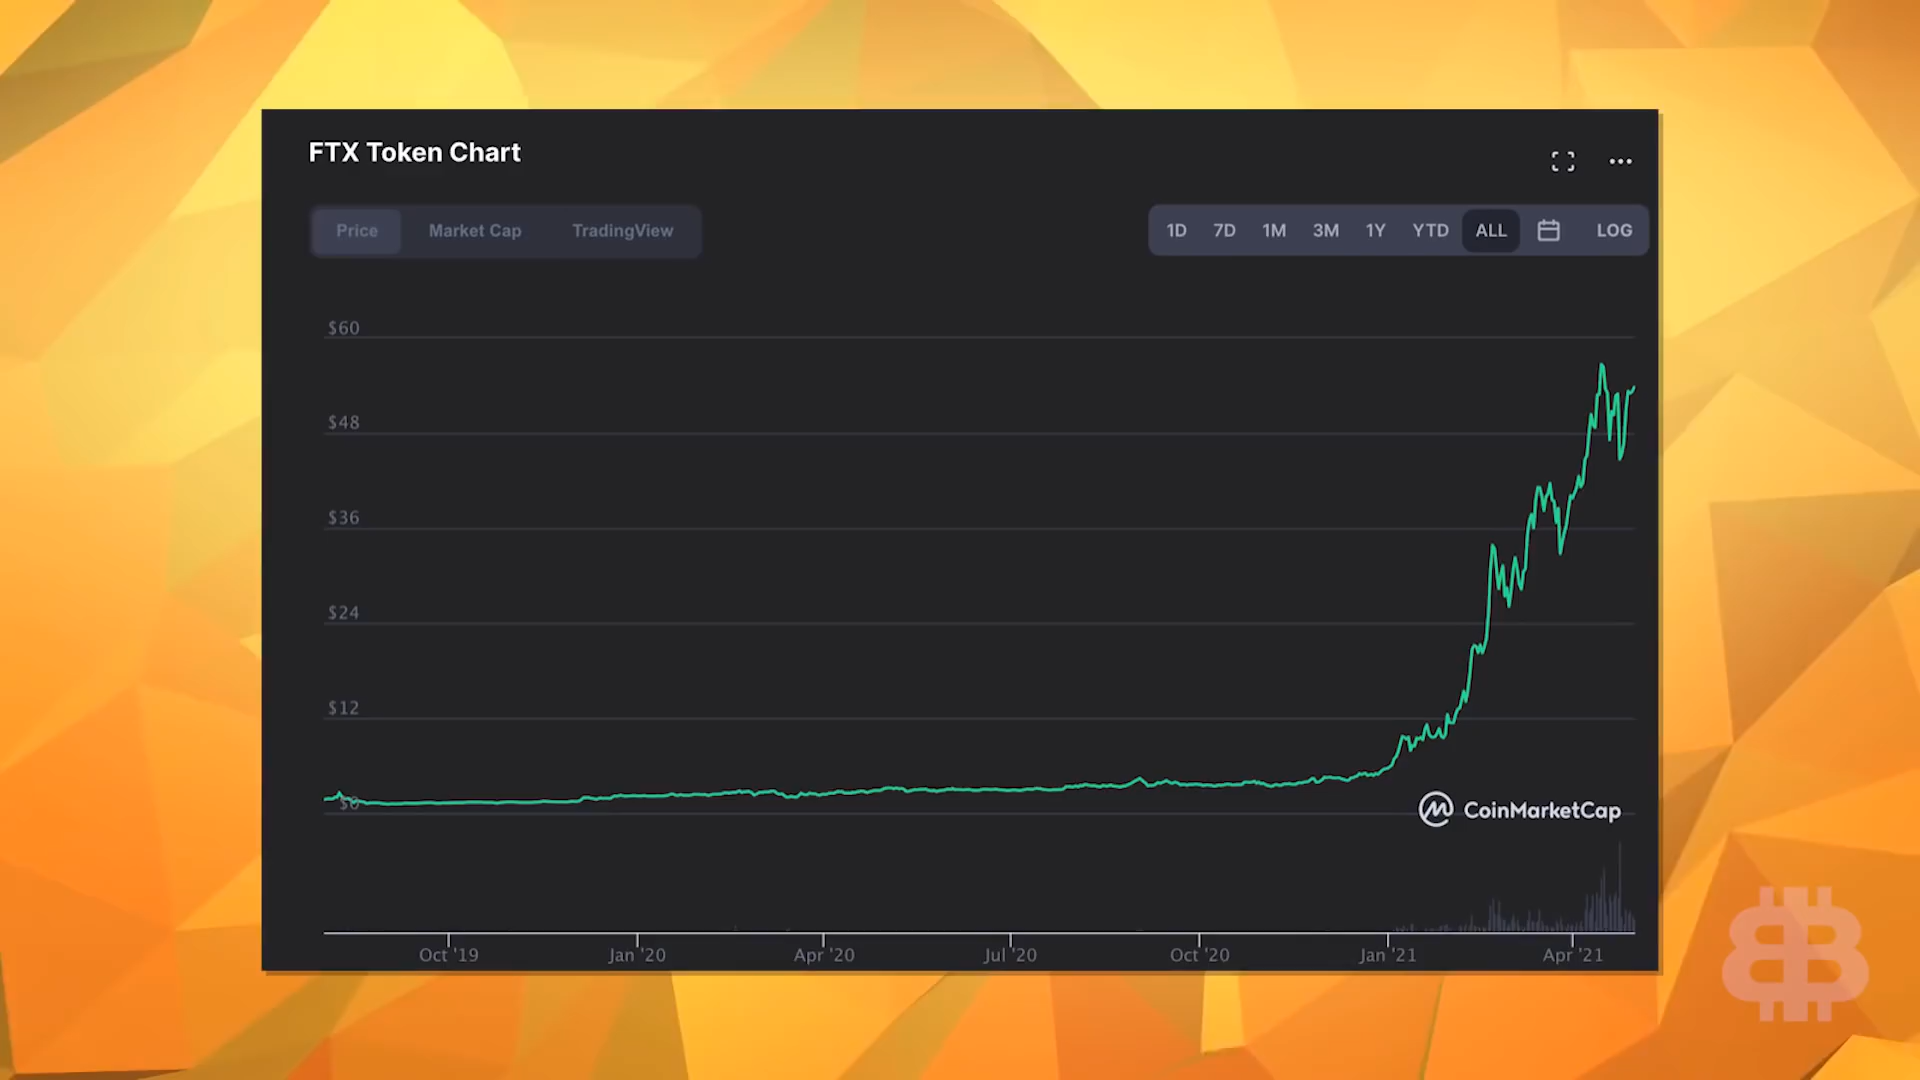 FTX Token Chart
Price Market Cap TradingView
1D 7D 1M 3M 1Y YTD ALL LOG
$60
$48
$36
$24
$12
$0
CoinMarketCap
Oct '19 Jan '20 Apr '20 Jul '20 Oct '20 Jan '21 Apr '21